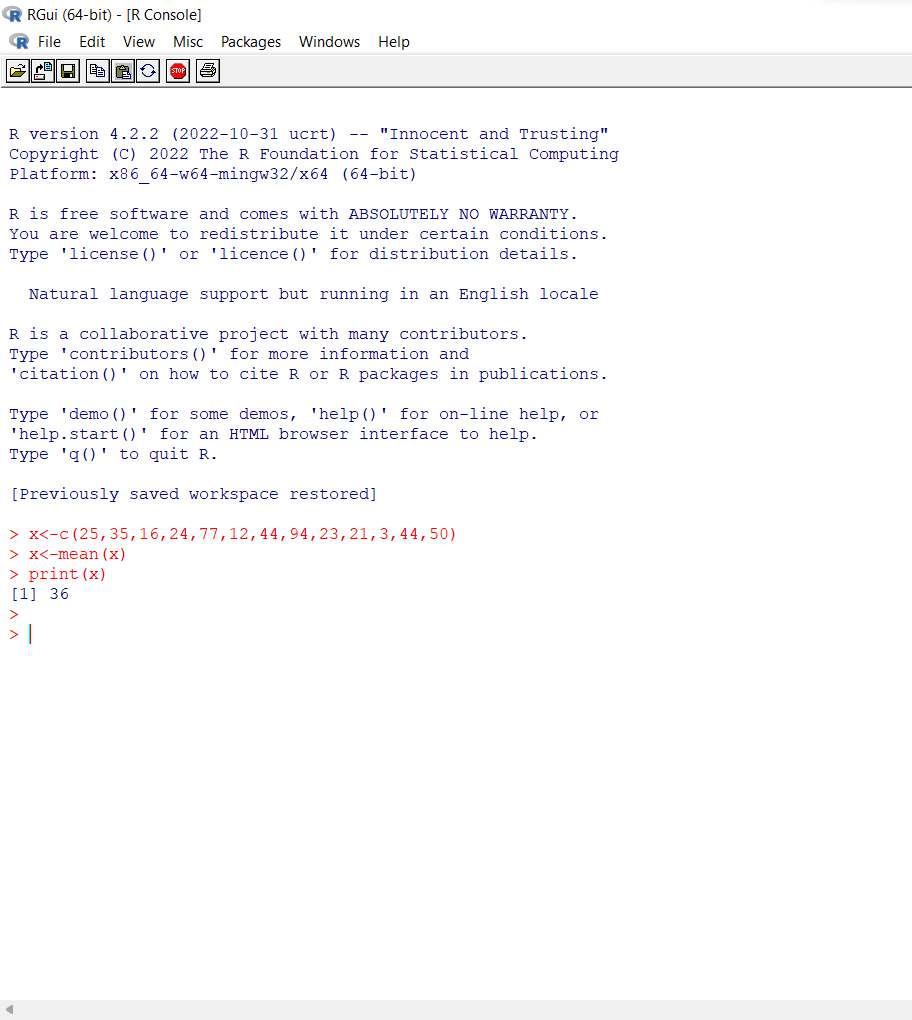 RGui (64-bit) - [R Console]
File Edit View Misc Packages Windows Help
STOP
R version 4.2.2 (2022-10-31 ucrt) -- "Innocent and Trusting"
Copyright (C) 2022 The R Foundation for Statistical Computing
Platform: x86_64-w64-mingw32/x64 (64-bit)
R is free software and comes with ABSOLUTELY NO WARRANTY.
You are welcome to redistribute it under certain conditions.
Type 'license()' or 'licence()' for distribution details.
Natural language support but running in an English locale
R is a collaborative project with many contributors.
Type 'contributors()' for more information and
'citation()' on how to cite R or R packages in publications.
Type 'demo()' for some demos, 'help()' for on-line help, or
'help.start()' for an HTML browser interface to help.
Type 'q()' to quit R.
[Previously saved workspace restored]
> x<-c(25,35,16,24,77,12,44,94,23,21,3,44,50)
> x<-mean(x)
> print(x)
[1] 36
>
>